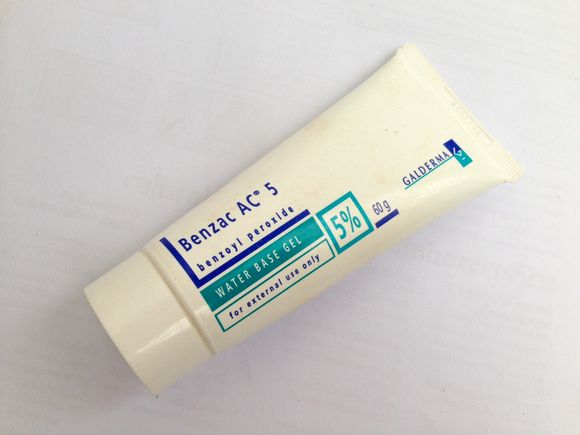 Benzac AC® 5
benzoyl peroxide
WATER BASE GEL
for external use only
5%
60 g
GALDERMA